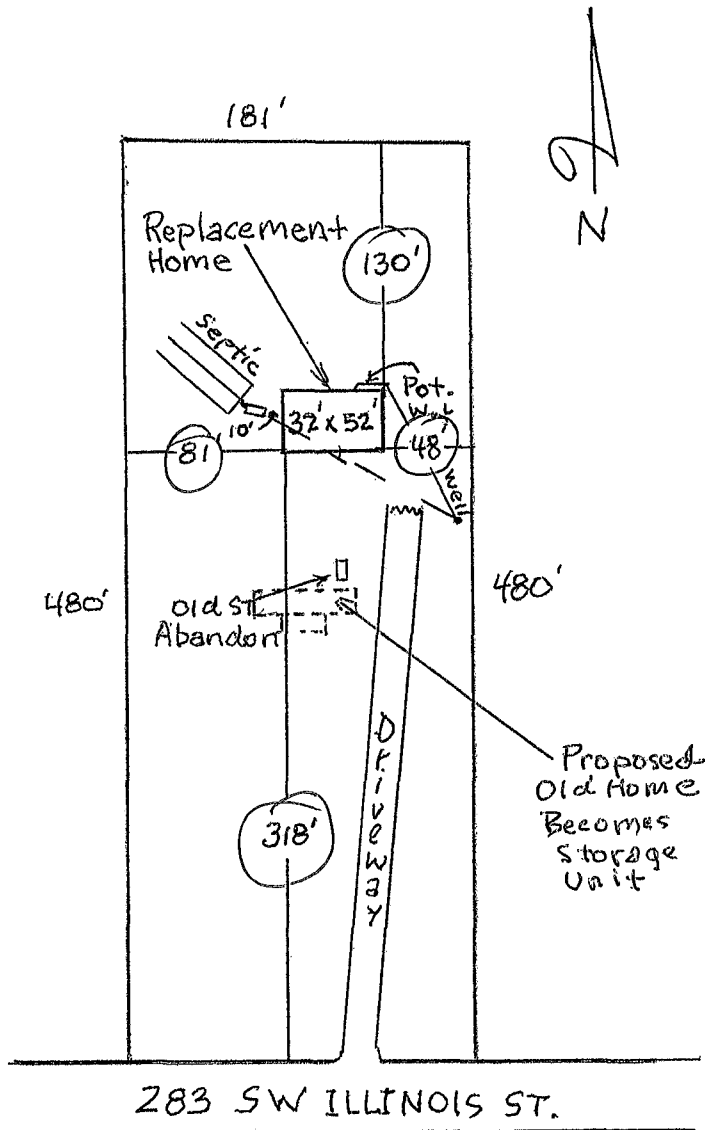 181'
N
Replacement
Home
130'
Septic
Pot.
10'
32' x 52'
81'
48'
well
480'
480'
Old ST
Abandon
Driveway
Proposed
Old Home
Becomes
Storage
Unit
318'
283 SW ILLINOIS ST.